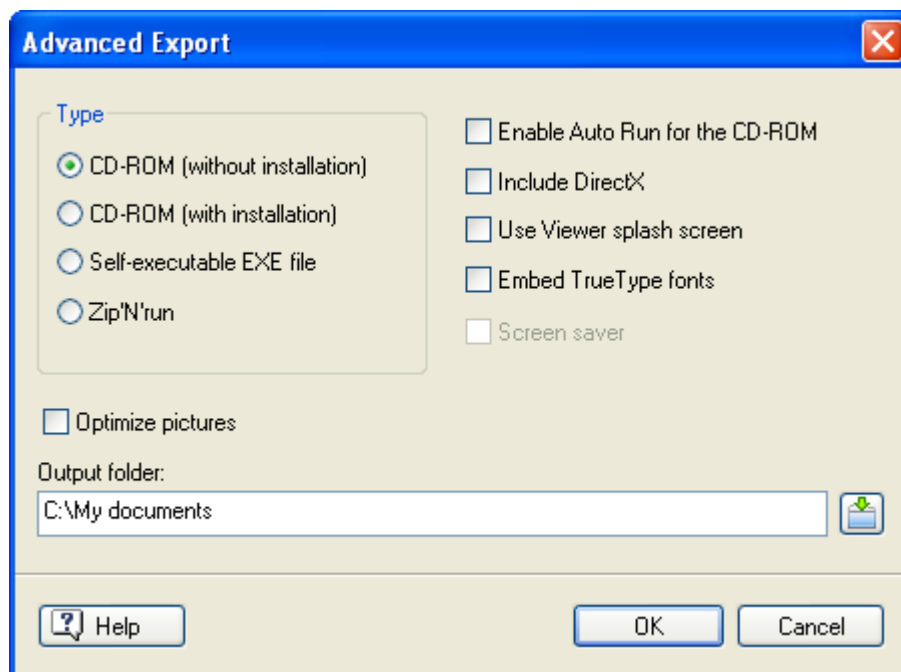 Advanced Export
Type
CD-ROM (without installation)
CD-ROM (with installation)
Self-executable EXE file
Zip'N'run
Enable Auto Run for the CD-ROM
Include DirectX
Use Viewer splash screen
Embed TrueType fonts
Screen saver
Optimize pictures
Output folder:
C:\My documents
? Help
OK
Cancel